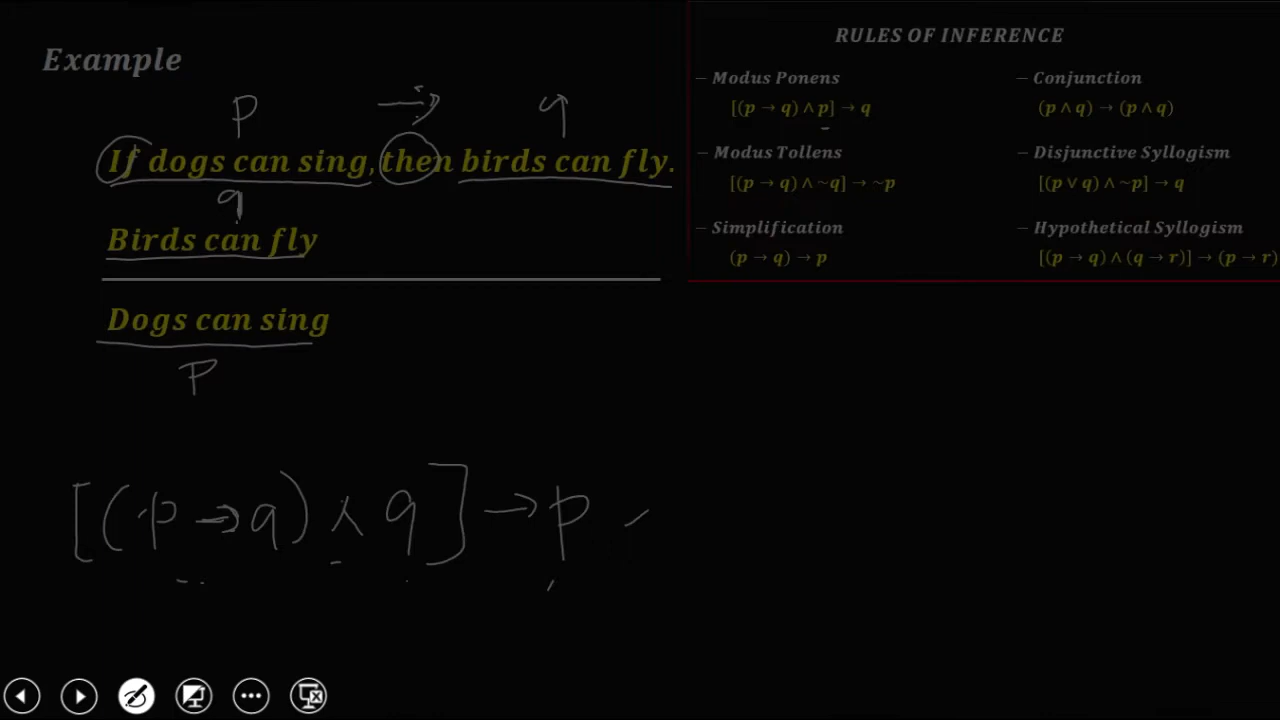 Example
p → q
If dogs can sing, then birds can fly.
q
Birds can fly
Dogs can sing
p
[(p → q) ∧ q] → p
RULES OF INFERENCE
– Modus Ponens
[(p → q) ∧ p] → q
– Modus Tollens
[(p → q) ∧ ~q] → ~p
– Simplification
(p → q) → p
– Conjunction
(p ∧ q) → (p ∧ q)
– Disjunctive Syllogism
[(p ∨ q) ∧ ~p] → q
– Hypothetical Syllogism
[(p → q) ∧ (q → r)] → (p → r)